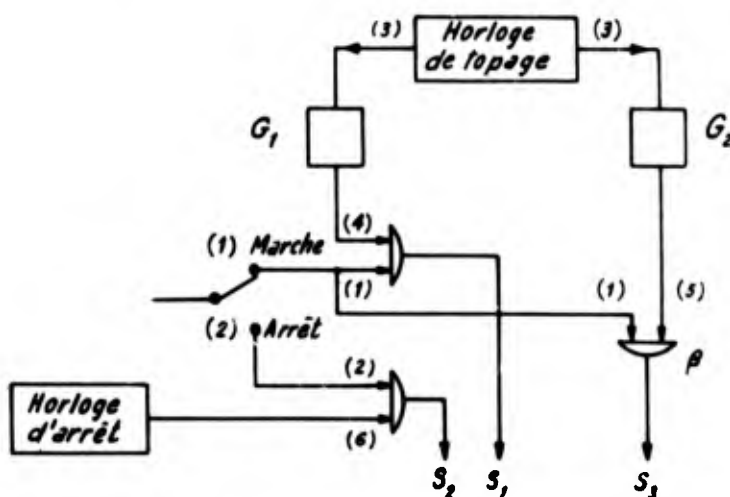 (3) Horloge (3)
de topage
G1
G2
(4)
(1) Marche
(1)
(1) (5)
(2) Arrêt
(2)
β
Horloge
d'arrêt
(6)
S2 S1 S3